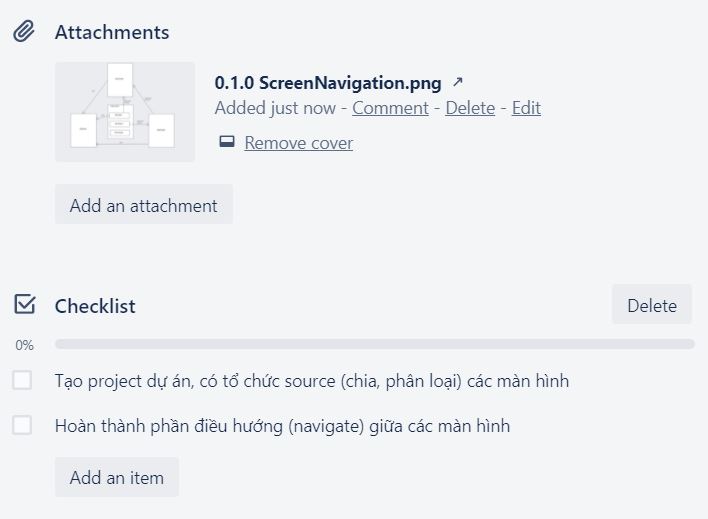 Attachments
0.1.0 ScreenNavigation.png ↗
Added just now - Comment - Delete - Edit
Remove cover
Add an attachment
Checklist
Delete
0%
Tạo project dự án, có tổ chức source (chia, phân loại) các màn hình
Hoàn thành phần điều hướng (navigate) giữa các màn hình
Add an item